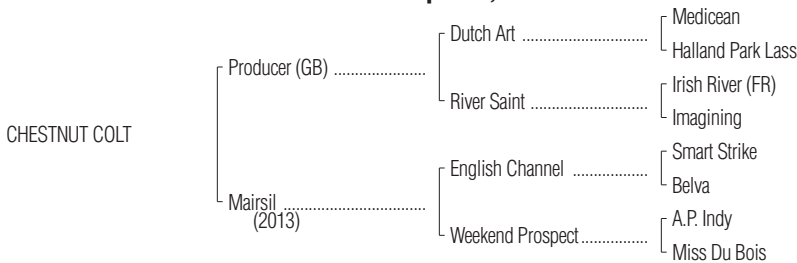 Medicean
Dutch Art ..............................
Halland Park Lass
Producer (GB) ......................
Irish River (FR)
River Saint ............................
Imagining
CHESTNUT COLT
Smart Strike
English Channel ..................
Belva
Mairsil ..................................
(2013)
A.P. Indy
Weekend Prospect................
Miss Du Bois